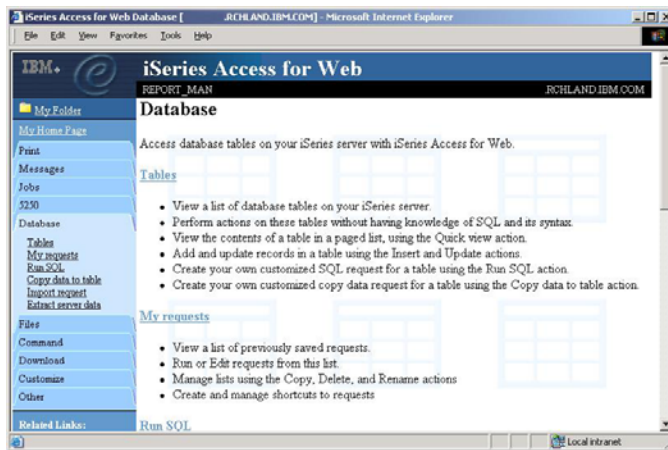 iSeries Access for Web Database [ .RCHLAND.IBM.COM] - Microsoft Internet Explorer
File Edit View Favorites Tools Help
IBM
iSeries Access for Web
REPORT_MAN .RCHLAND.IBM.COM
My Folder
My Home Page
Print
Messages
Jobs
5250
Database
Tables
My requests
Run SQL
Copy data to table
Import request
Extract server data
Files
Command
Download
Customize
Other
Related Links:
Database
Access database tables on your iSeries server with iSeries Access for Web.
Tables
• View a list of database tables on your iSeries server.
• Perform actions on these tables without having knowledge of SQL and its syntax.
• View the contents of a table in a paged list, using the Quick view action.
• Add and update records in a table using the Insert and Update actions.
• Create your own customized SQL request for a table using the Run SQL action.
• Create your own customized copy data request for a table using the Copy data to table action.
My requests
• View a list of previously saved requests.
• Run or Edit requests from this list.
• Manage lists using the Copy, Delete, and Rename actions
• Create and manage shortcuts to requests
Run SQL
Local intranet